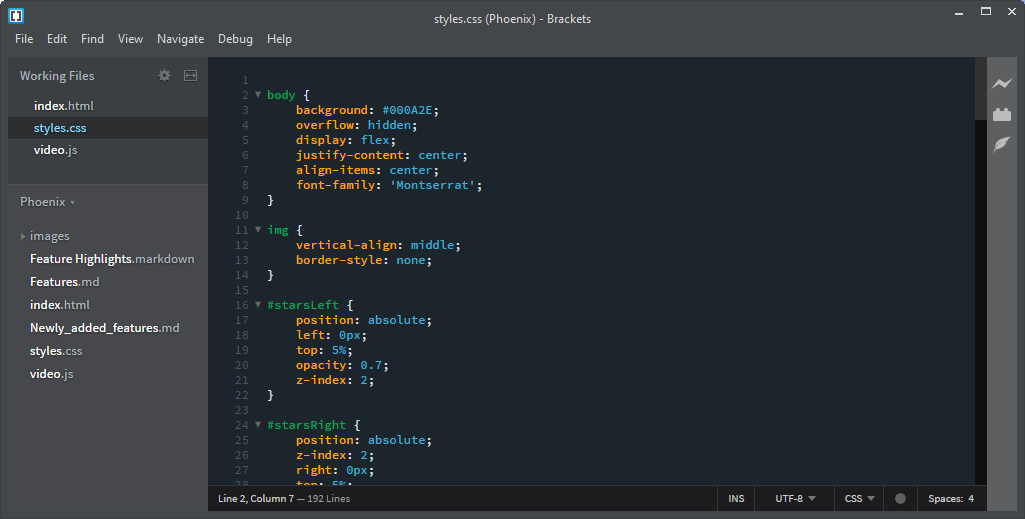 styles.css (Phoenix) - Brackets
File Edit Find View Navigate Debug Help
Working Files
index.html
styles.css
video.js
Phoenix
images
Feature Highlights.markdown
Features.md
index.html
Newly_added_features.md
styles.css
video.js
1
2 body {
3 background: #000A2E;
4 overflow: hidden;
5 display: flex;
6 justify-content: center;
7 align-items: center;
8 font-family: 'Montserrat';
9 }
10
11 img {
12 vertical-align: middle;
13 border-style: none;
14 }
15
16 #starsLeft {
17 position: absolute;
18 left: 0px;
19 top: 5%;
20 opacity: 0.7;
21 z-index: 2;
22 }
23
24 #starsRight {
25 position: absolute;
26 z-index: 2;
27 right: 0px;
28 top: 5%;
Line 2, Column 7 — 192 Lines INS UTF-8 CSS Spaces: 4